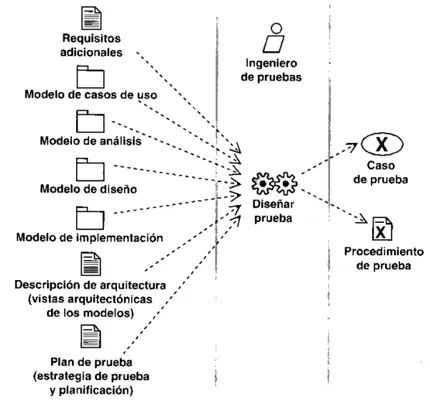 Requisitos
adicionales
Modelo de casos de uso
Modelo de análisis
Modelo de diseño
Modelo de implementación
Descripción de arquitectura
(vistas arquitectónicas
de los modelos)
Plan de prueba
(estrategia de prueba
y planificación)
Ingeniero
de pruebas
Diseñar
prueba
X
Caso
de prueba
X
Procedimiento
de prueba